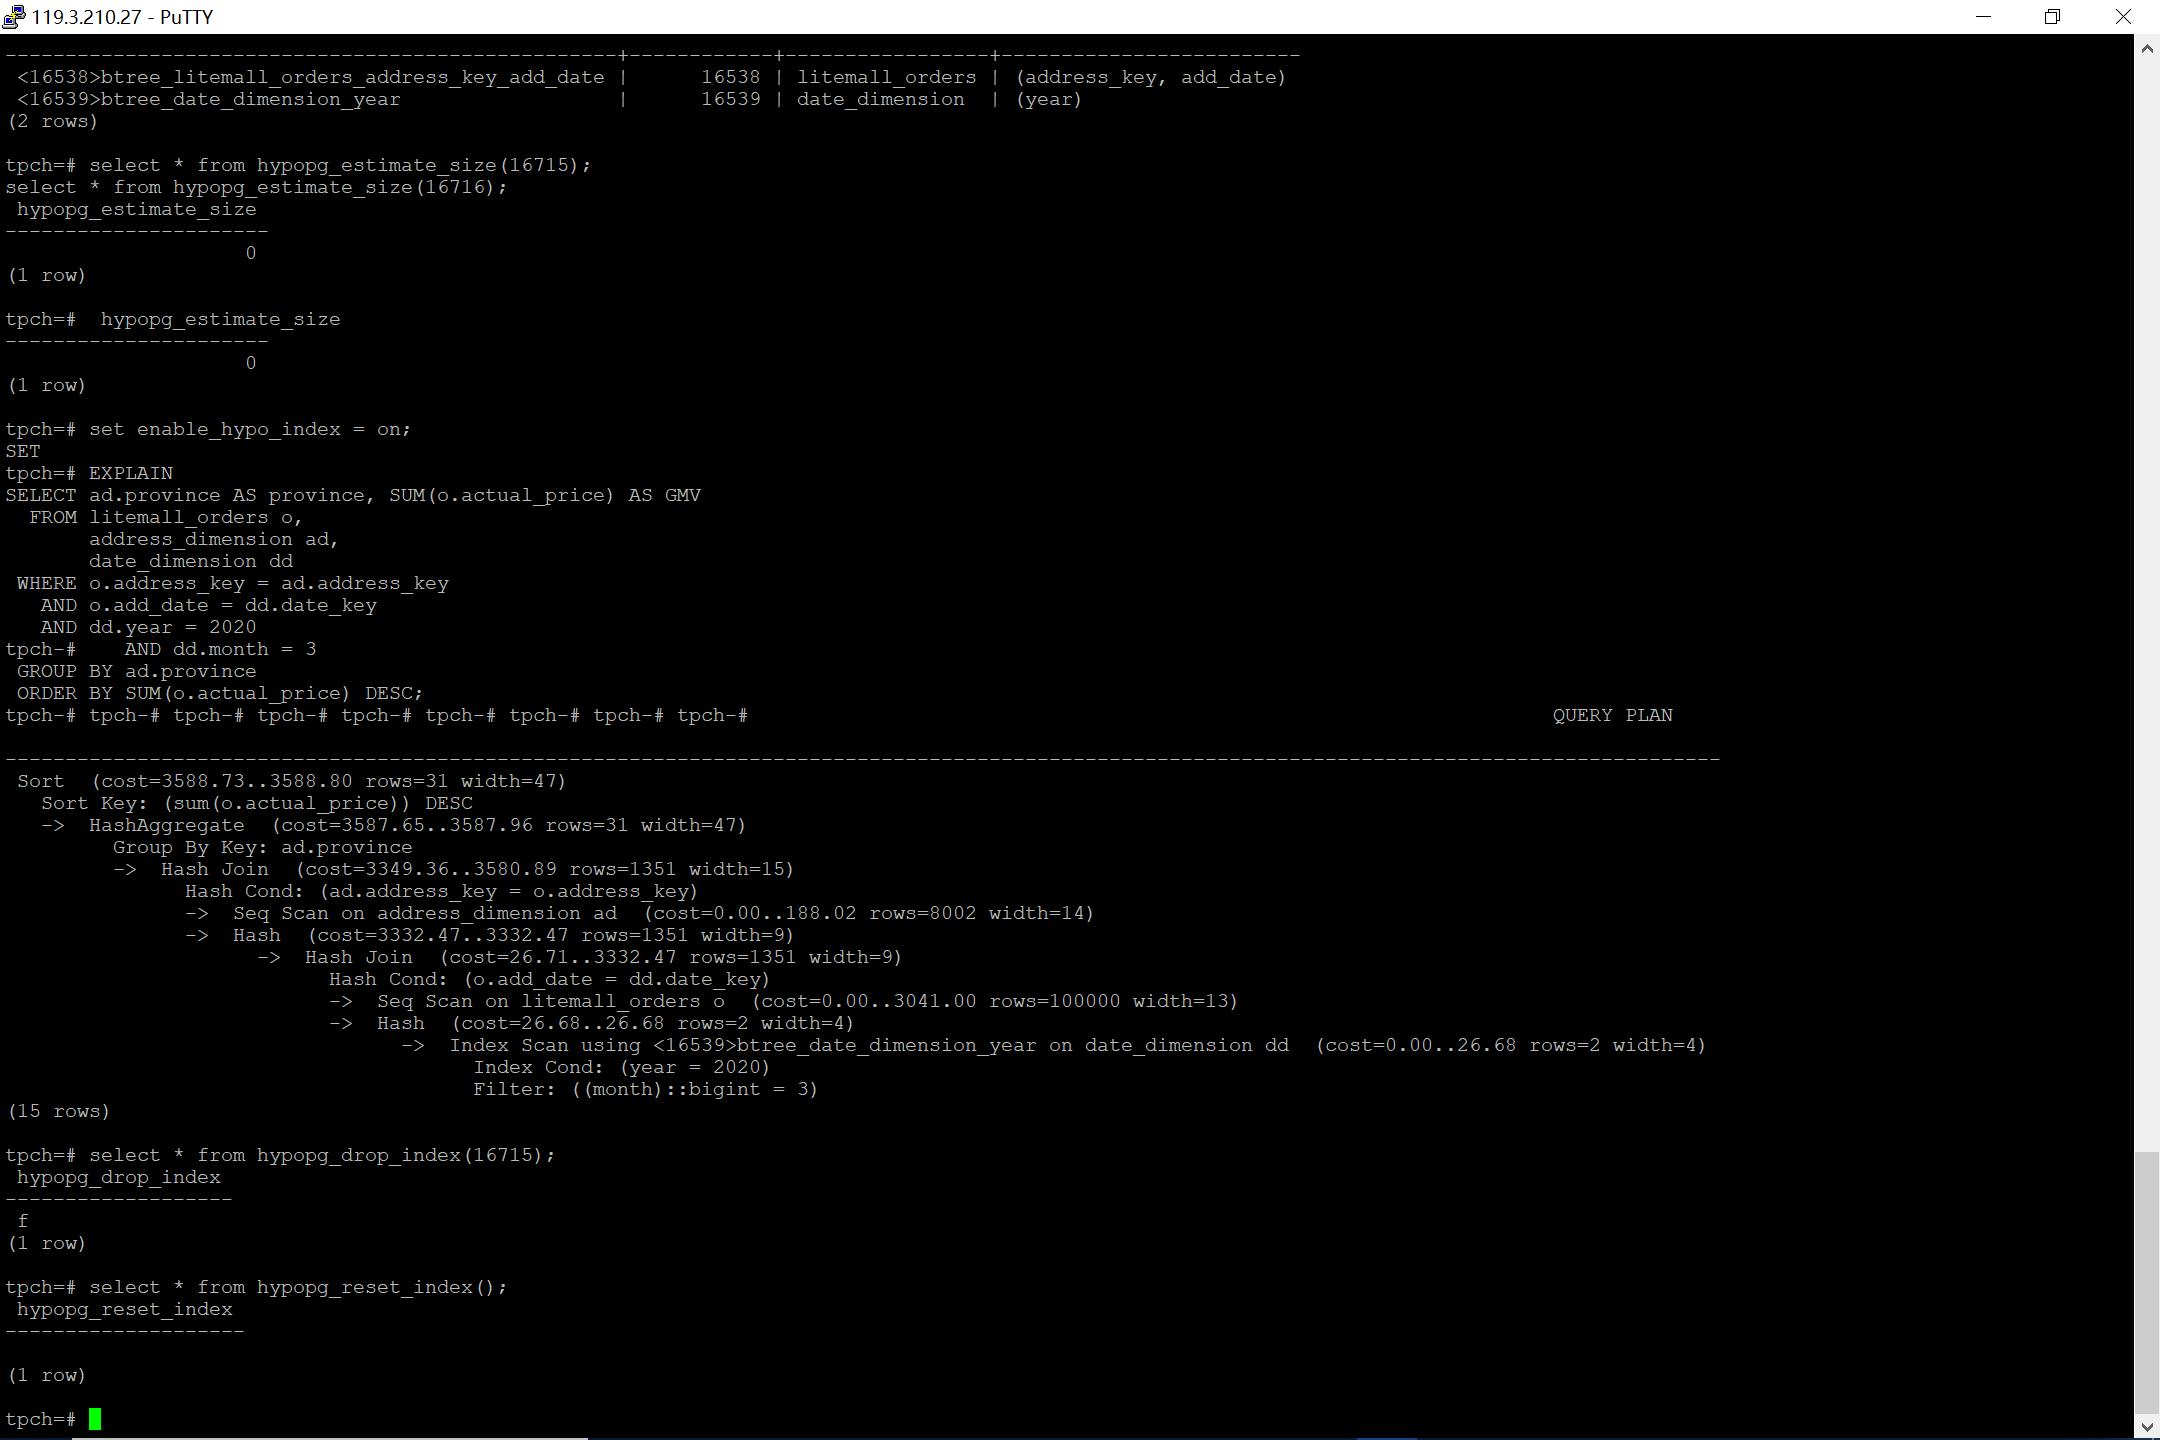 119.3.210.27 - PuTTY
---------------------------------------------------+------------+-----------------+-------------------------
 <16538>btree_litemall_orders_address_key_add_date |      16538 | litemall_orders | (address_key, add_date)
 <16539>btree_date_dimension_year                  |      16539 | date_dimension  | (year)
(2 rows)
tpch=# select * from hypopg_estimate_size(16715);
select * from hypopg_estimate_size(16716);
 hypopg_estimate_size
----------------------
                    0
(1 row)
tpch=#  hypopg_estimate_size
----------------------
                    0
(1 row)
tpch=# set enable_hypo_index = on;
SET
tpch=# EXPLAIN
SELECT ad.province AS province, SUM(o.actual_price) AS GMV
  FROM litemall_orders o,
       address_dimension ad,
       date_dimension dd
 WHERE o.address_key = ad.address_key
   AND o.add_date = dd.date_key
   AND dd.year = 2020
tpch-#    AND dd.month = 3
 GROUP BY ad.province
 ORDER BY SUM(o.actual_price) DESC;
tpch-# tpch-# tpch-# tpch-# tpch-# tpch-# tpch-# tpch-# tpch-#                                                                   QUERY PLAN
-----------------------------------------------------------------------------------------------------------------------------------------------
 Sort  (cost=3588.73..3588.80 rows=31 width=47)
   Sort Key: (sum(o.actual_price)) DESC
   ->  HashAggregate  (cost=3587.65..3587.96 rows=31 width=47)
         Group By Key: ad.province
         ->  Hash Join  (cost=3349.36..3580.89 rows=1351 width=15)
               Hash Cond: (ad.address_key = o.address_key)
               ->  Seq Scan on address_dimension ad  (cost=0.00..188.02 rows=8002 width=14)
               ->  Hash  (cost=3332.47..3332.47 rows=1351 width=9)
                     ->  Hash Join  (cost=26.71..3332.47 rows=1351 width=9)
                           Hash Cond: (o.add_date = dd.date_key)
                           ->  Seq Scan on litemall_orders o  (cost=0.00..3041.00 rows=100000 width=13)
                           ->  Hash  (cost=26.68..26.68 rows=2 width=4)
                                 ->  Index Scan using <16539>btree_date_dimension_year on date_dimension dd  (cost=0.00..26.68 rows=2 width=4)
                                       Index Cond: (year = 2020)
                                       Filter: ((month)::bigint = 3)
(15 rows)
tpch=# select * from hypopg_drop_index(16715);
 hypopg_drop_index
-------------------
 f
(1 row)
tpch=# select * from hypopg_reset_index();
 hypopg_reset_index
--------------------
(1 row)
tpch=#